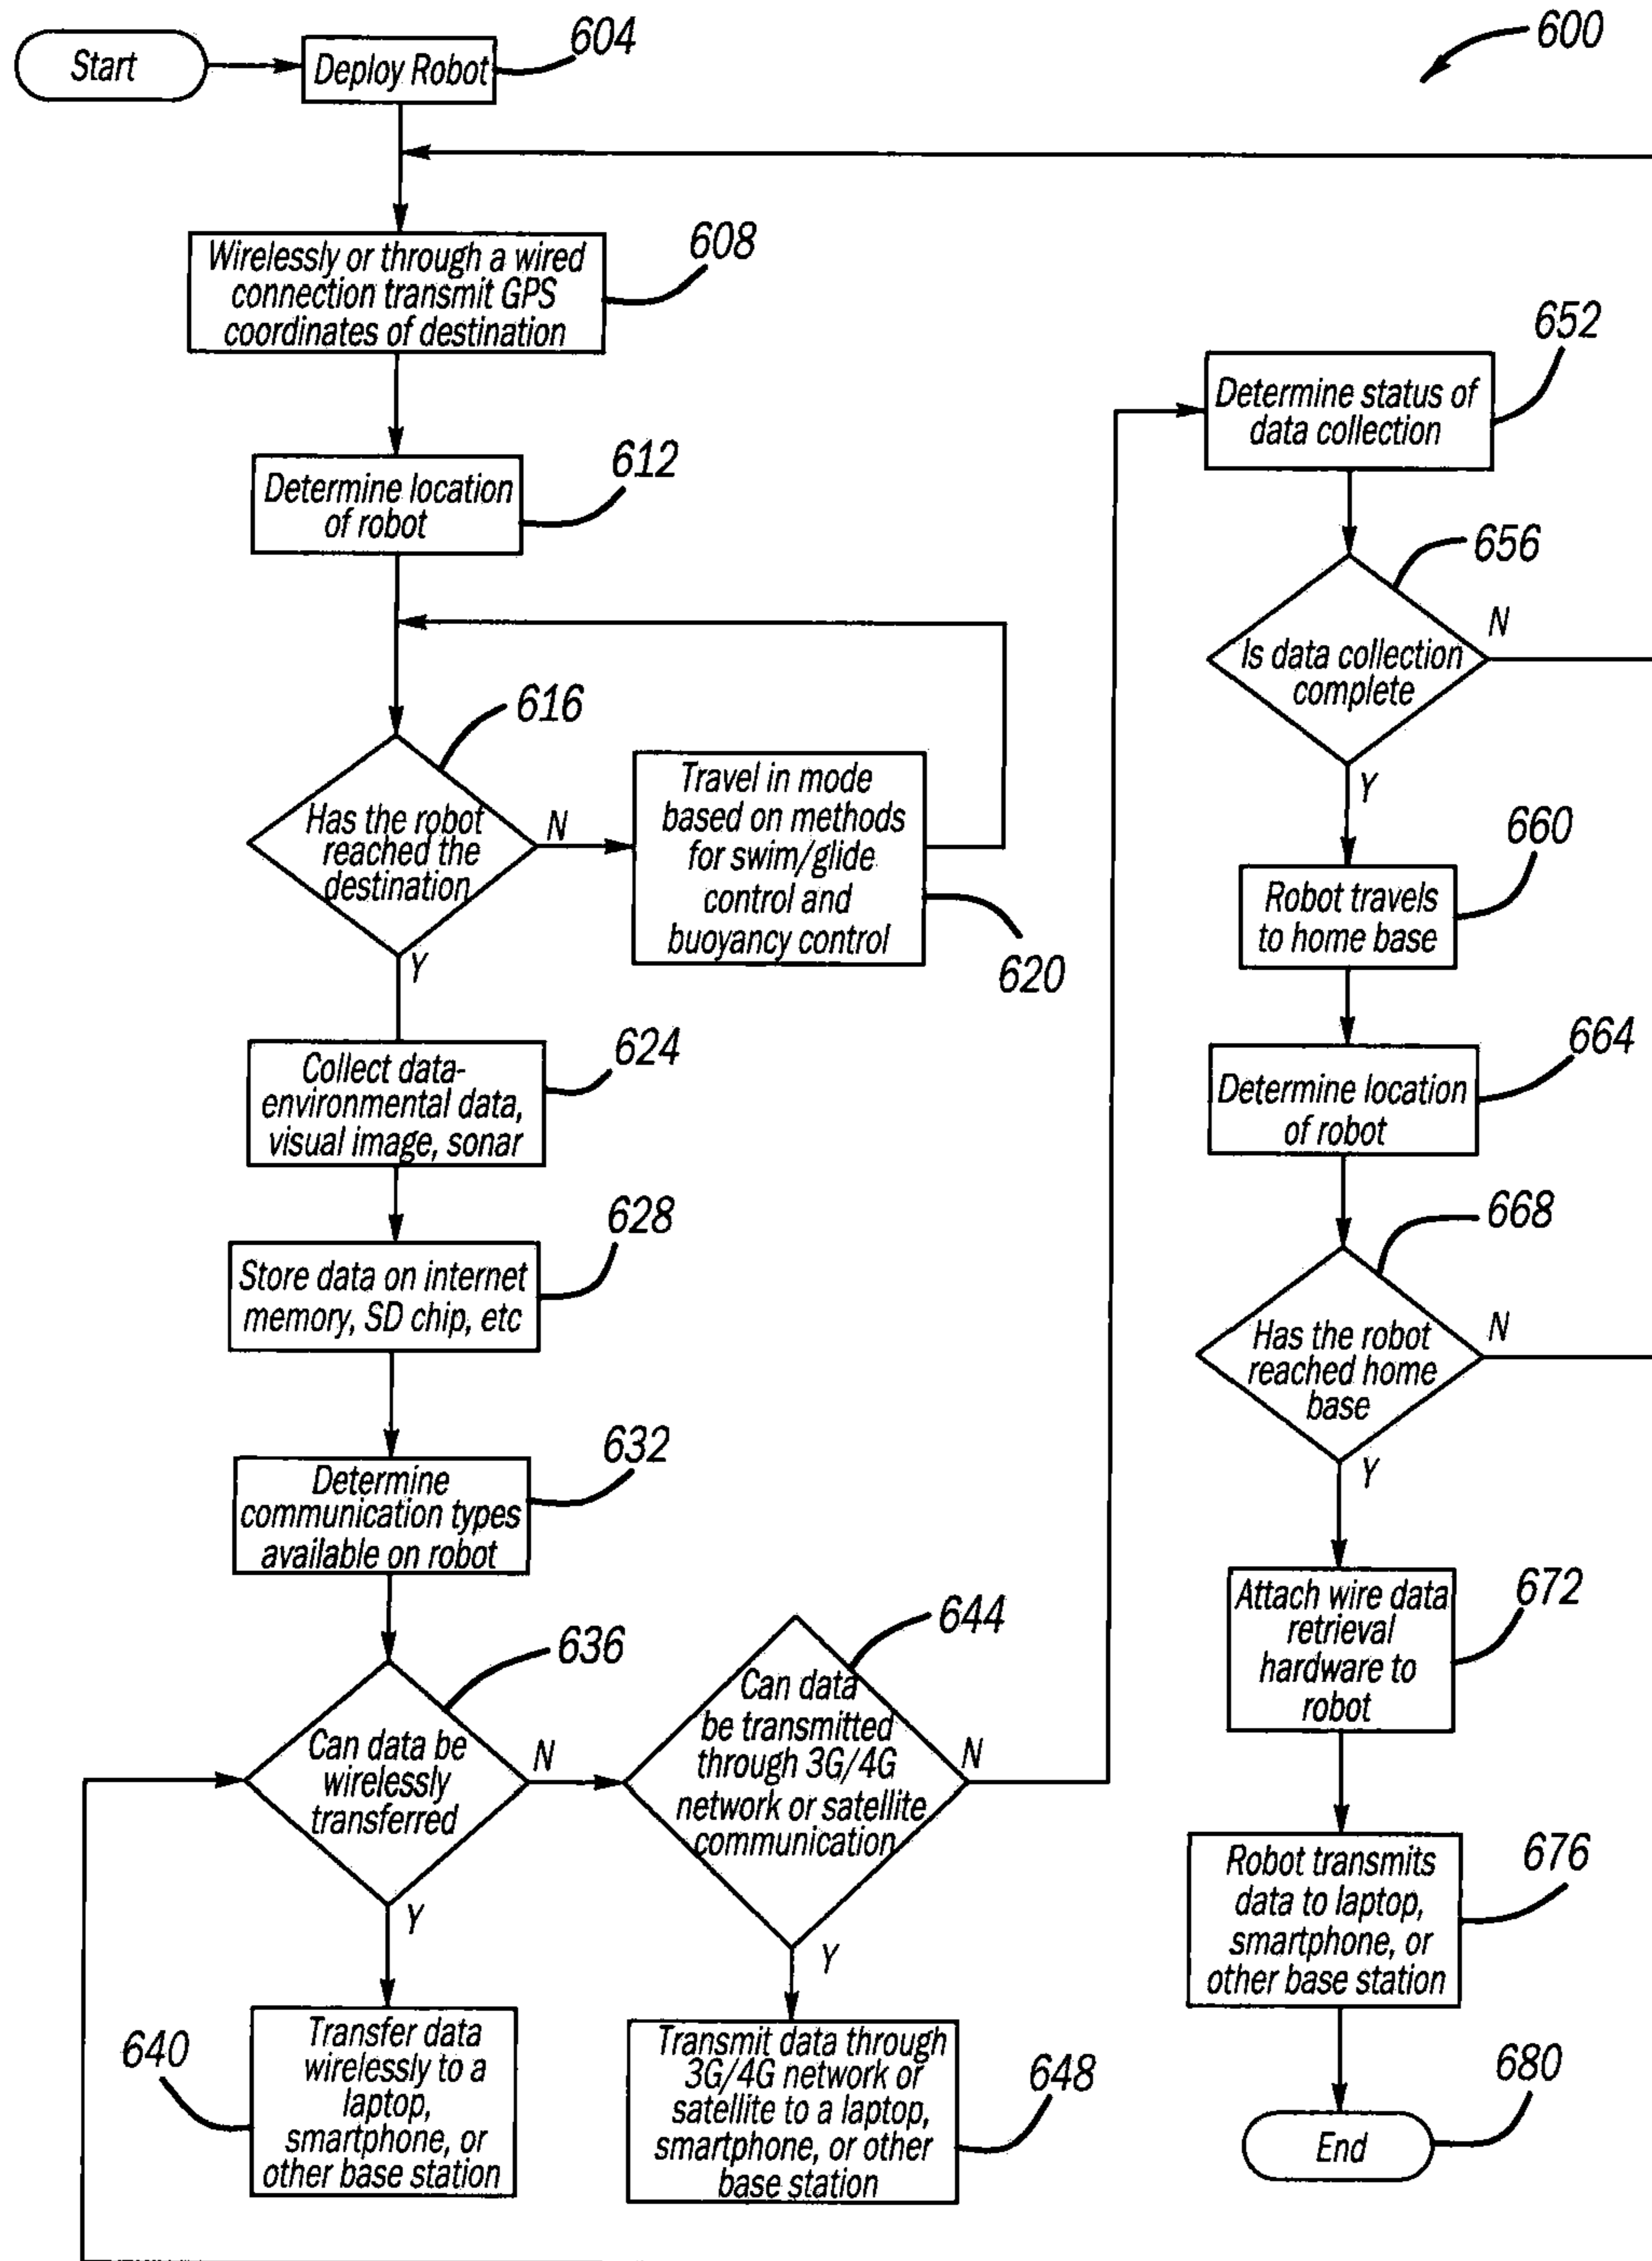 Start
Deploy Robot
604
600
Wirelessly or through a wired
connection transmit GPS
coordinates of destination
608
Determine location
of robot
612
616
Has the robot
reached the
destination
N
Y
Travel in mode
based on methods
for swim/glide
control and
buoyancy control
620
Collect data-
environmental data,
visual image, sonar
624
Store data on internet
memory, SD chip, etc
628
Determine
communication types
available on robot
632
636
Can data be
wirelessly
transferred
N
Y
644
Can data
be transmitted
through 3G/4G
network or satellite
communication
N
Y
640
Transfer data
wirelessly to a
laptop,
smartphone, or
other base station
Transmit data through
3G/4G network or
satellite to a laptop,
smartphone, or other
base station
648
652
Determine status of
data collection
656
Is data collection
complete
N
Y
660
Robot travels
to home base
664
Determine location
of robot
668
Has the robot
reached home
base
N
Y
Attach wire data
retrieval
hardware to
robot
672
Robot transmits
data to laptop,
smartphone, or
other base station
676
680
End